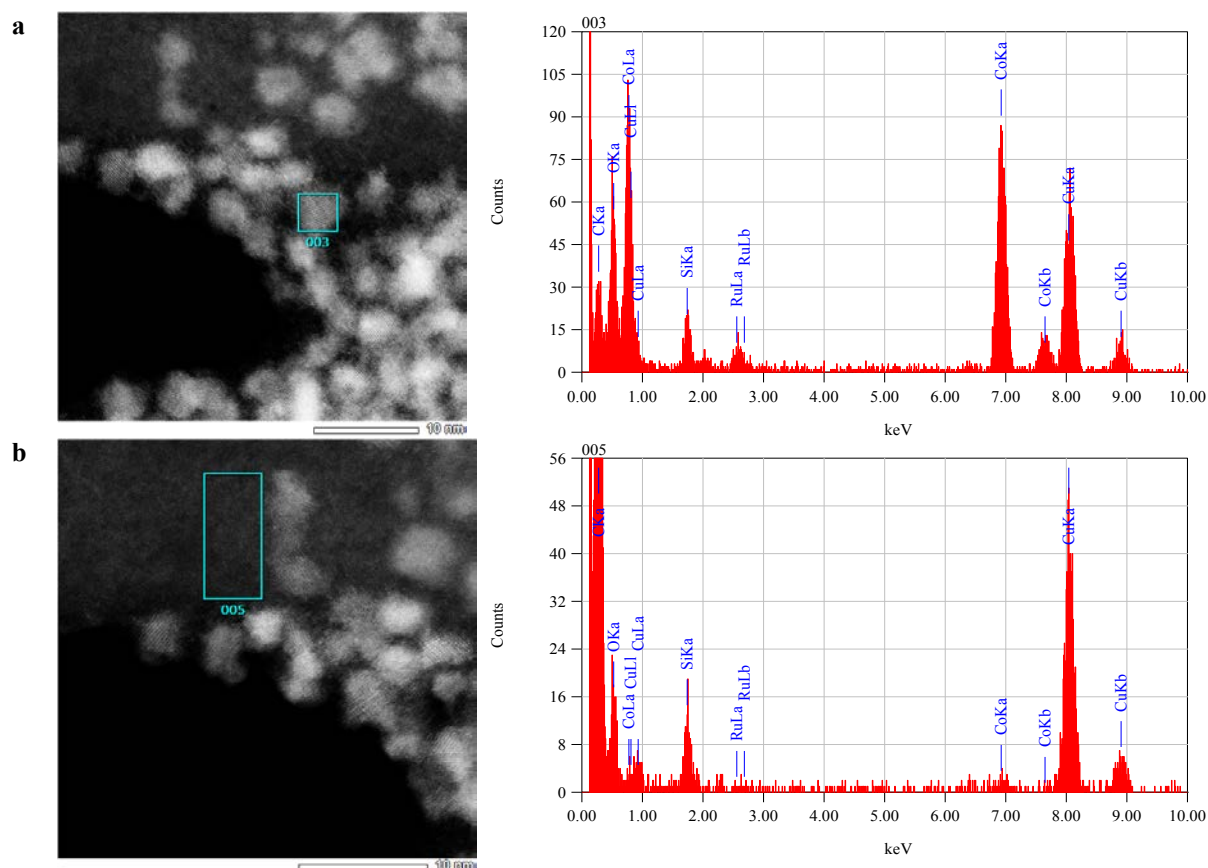 a
003
10 nm
003
120
105
90
75
60
45
30
15
0
Counts
CKa
OKa
CoLa
CuLl
CuLa
SiKa
RuLa
RuLb
CoKa
CoKb
CuKa
CuKb
0.00 1.00 2.00 3.00 4.00 5.00 6.00 7.00 8.00 9.00 10.00
keV
b
005
10 nm
005
56
48
40
32
24
16
8
0
Counts
CKa
OKa
CoLa
CuLl
CuLa
SiKa
RuLa
RuLb
CoKa
CoKb
CuKa
CuKb
0.00 1.00 2.00 3.00 4.00 5.00 6.00 7.00 8.00 9.00 10.00
keV